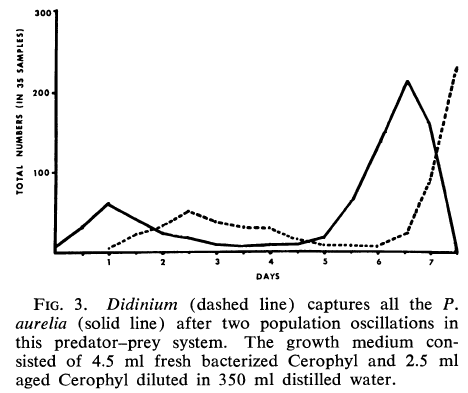 300
200
100
TOTAL NUMBERS (IN 35 SAMPLES)
1 2 3 4 5 6 7
DAYS
FIG. 3. Didinium (dashed line) captures all the P.
aurelia (solid line) after two population oscillations in
this predator–prey system. The growth medium con-
sisted of 4.5 ml fresh bacterized Cerophyl and 2.5 ml
aged Cerophyl diluted in 350 ml distilled water.